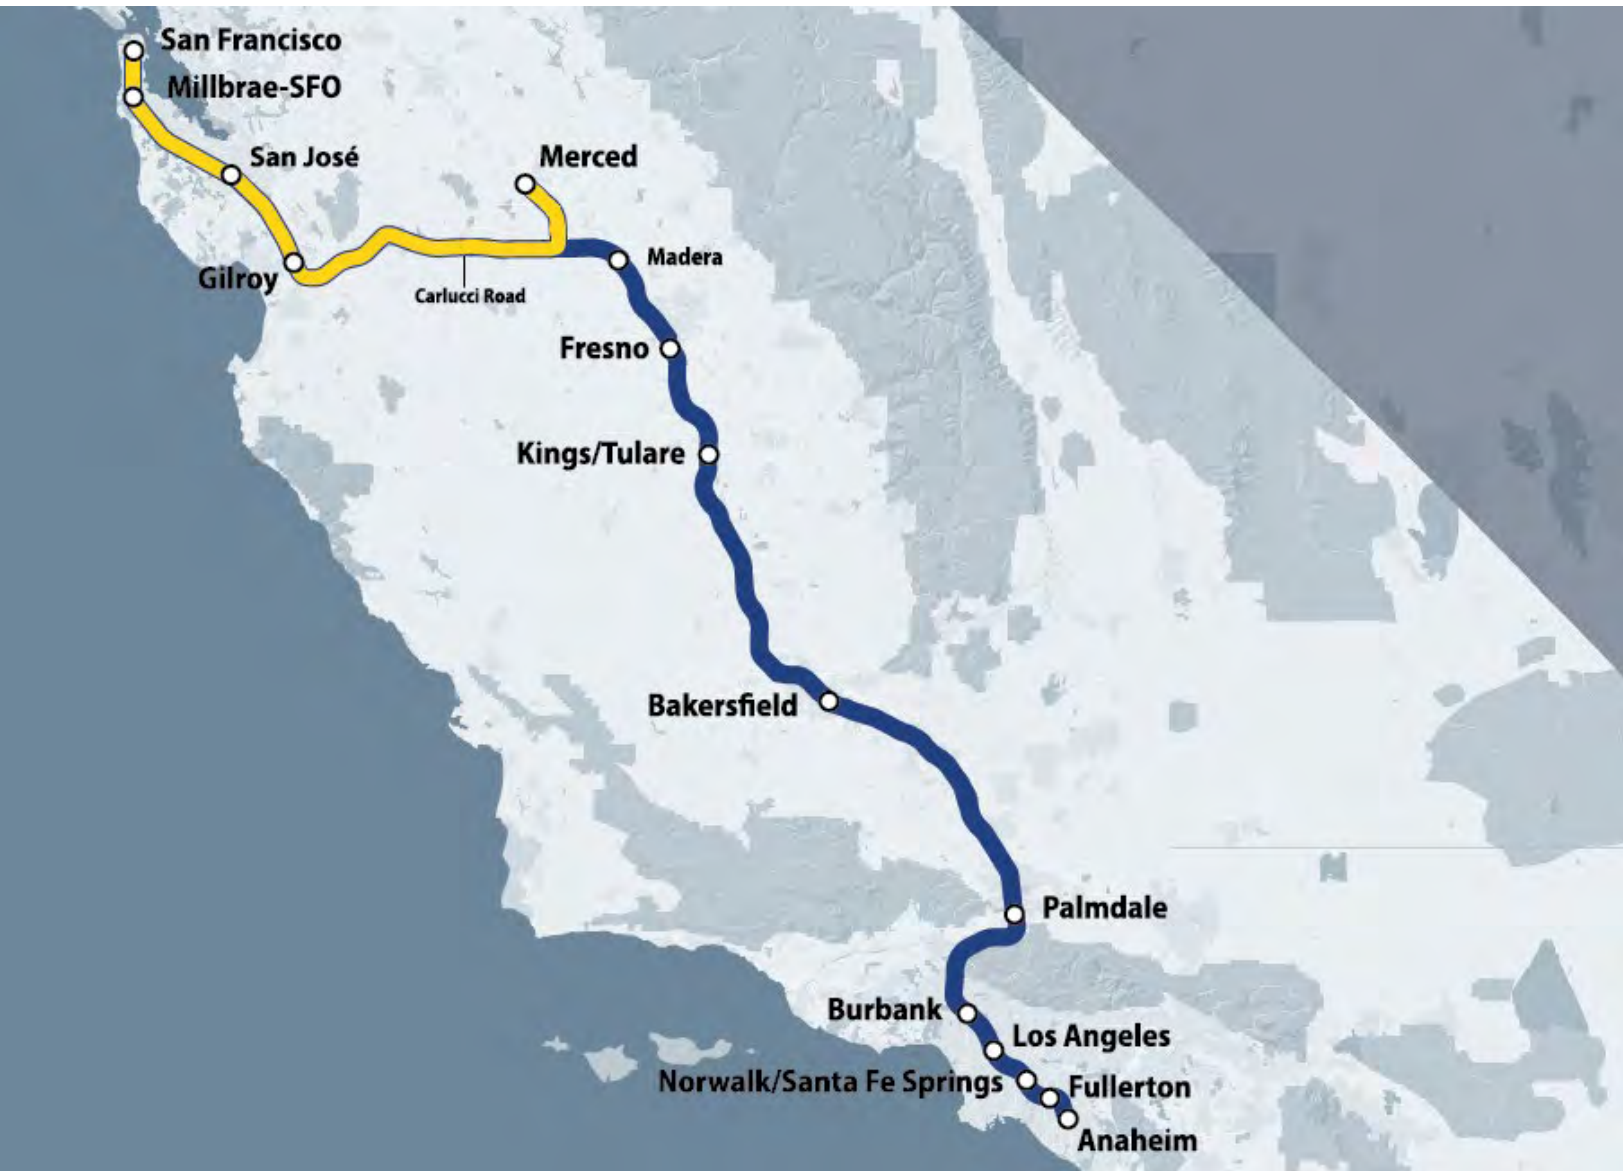 San Francisco
Millbrae-SFO
San José
Merced
Gilroy
Carlucci Road
Madera
Fresno
Kings/Tulare
Bakersfield
Palmdale
Burbank
Los Angeles
Norwalk/Santa Fe Springs
Fullerton
Anaheim